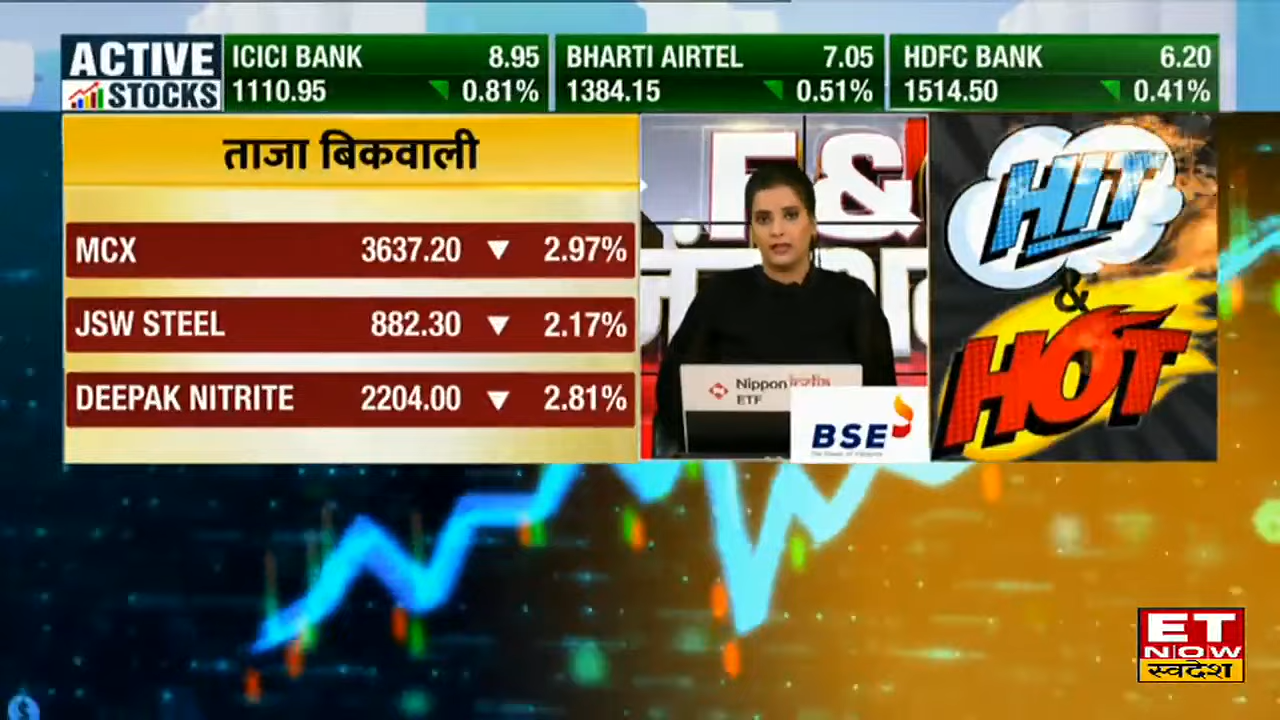 ACTIVE
STOCKS
ICICI BANK 8.95
1110.95 0.81%
BHARTI AIRTEL 7.05
1384.15 0.51%
HDFC BANK 6.20
1514.50 0.41%
ताजा बिकवाली
MCX 3637.20 ▼ 2.97%
JSW STEEL 882.30 ▼ 2.17%
DEEPAK NITRITE 2204.00 ▼ 2.81%
F&
Nippon
ETF
BSE
HIT
&
HOT
ET
NOW
स्वदेश